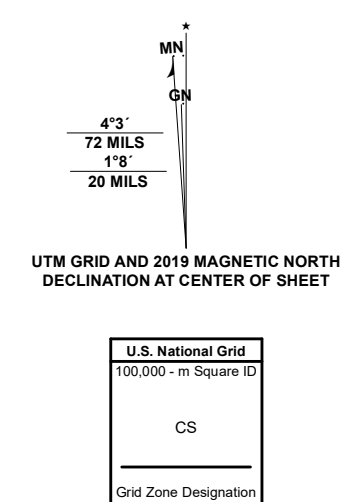 ★
MN
GN
4°3´
72 MILS
1°8´
20 MILS
UTM GRID AND 2019 MAGNETIC NORTH
DECLINATION AT CENTER OF SHEET
U.S. National Grid
100,000 - m Square ID
CS
Grid Zone Designation